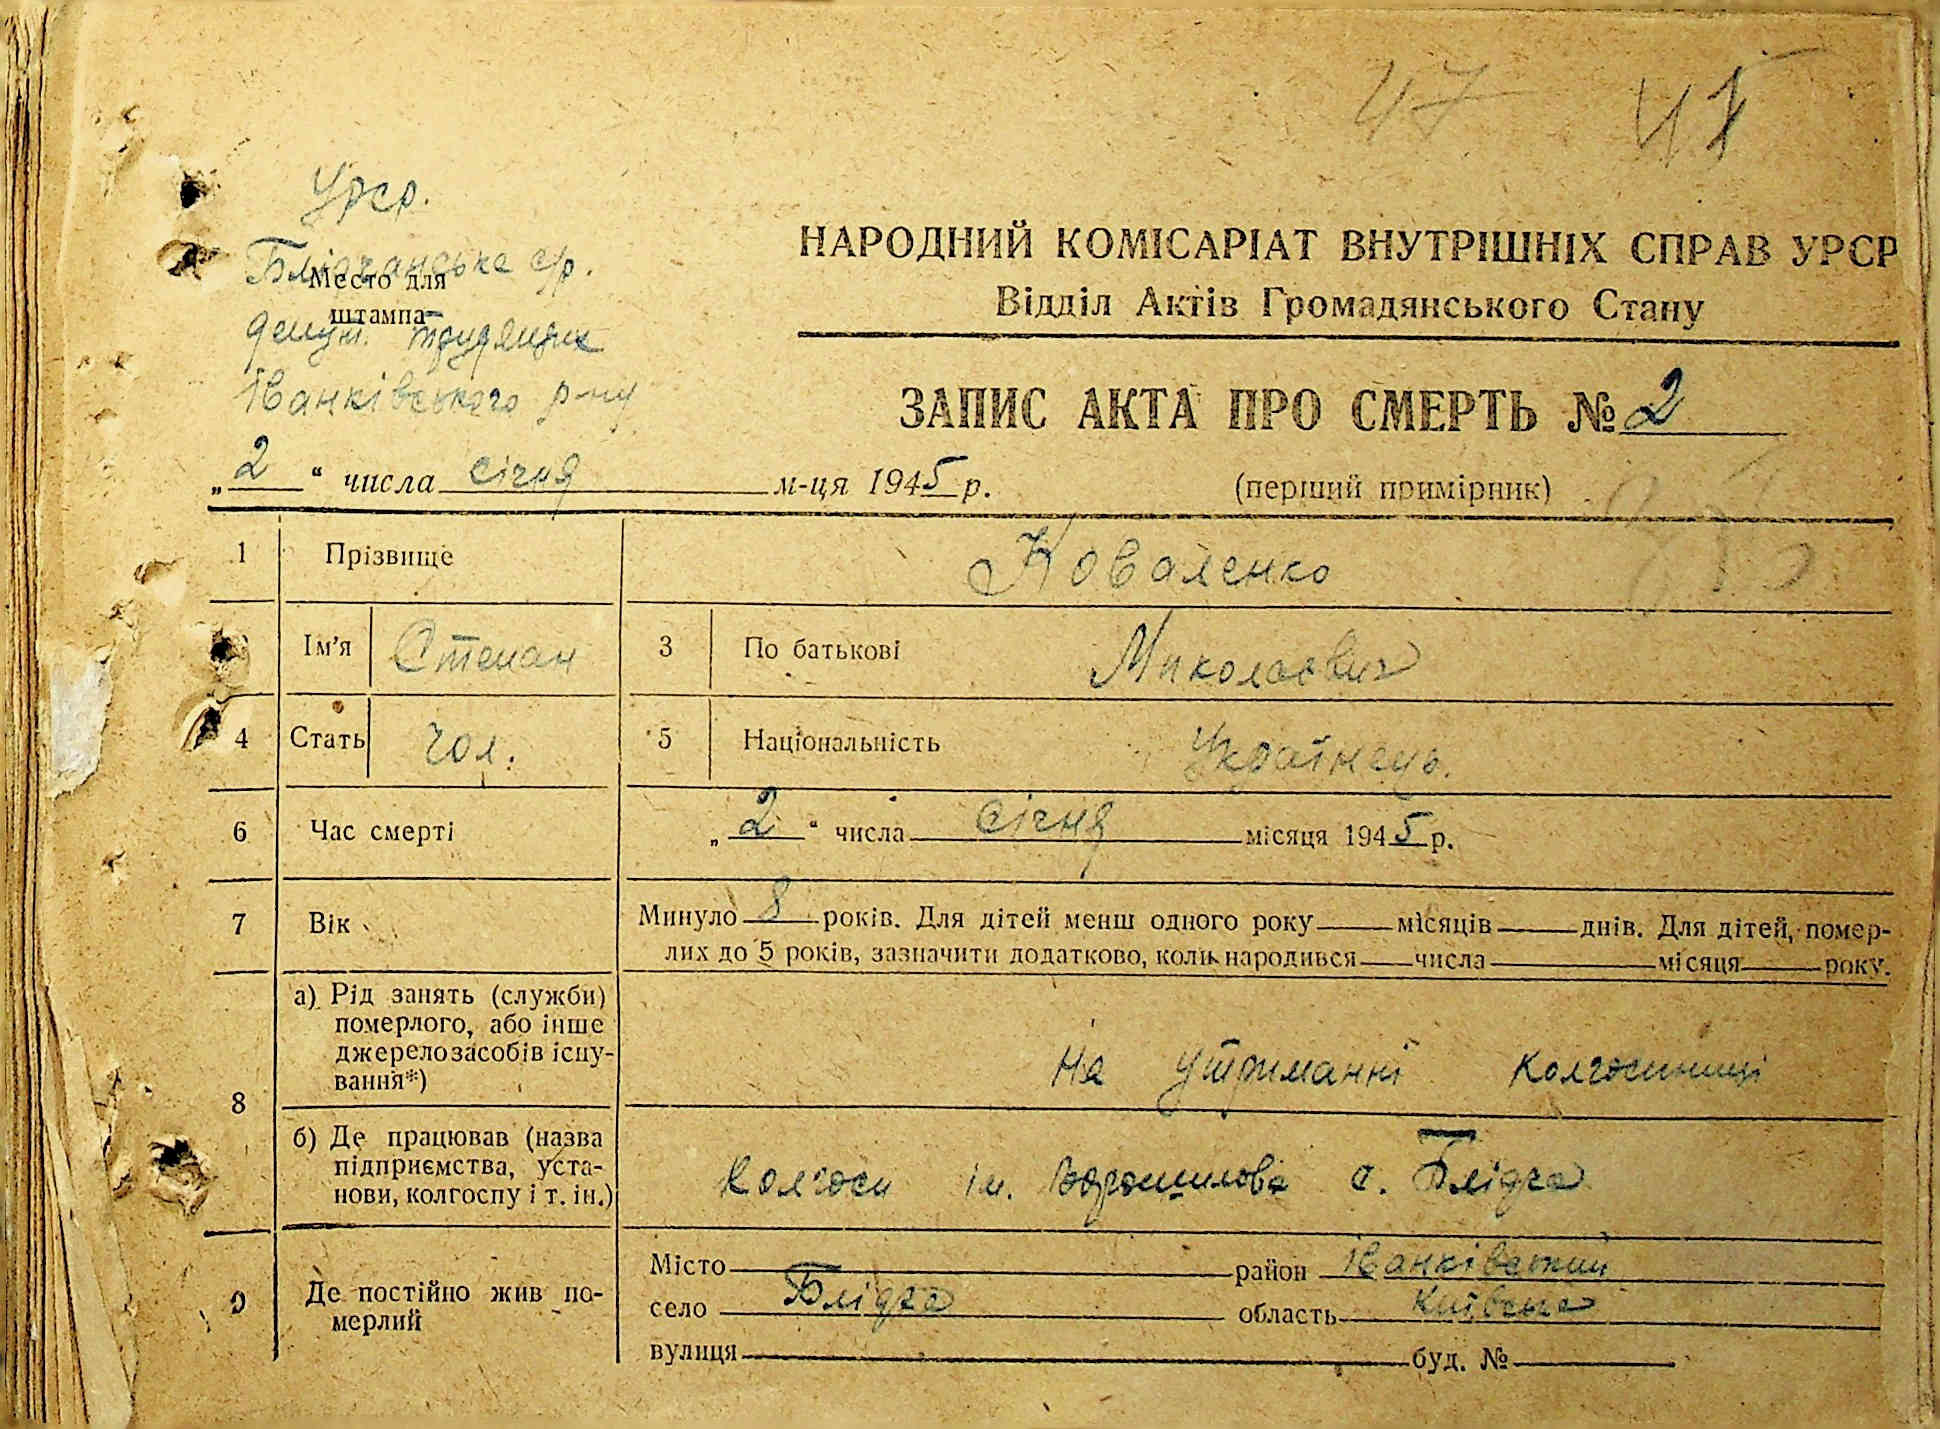 47
УРСР.
Блідчанська с/р.
Место для
штампа
депут. трудящих
Іванківського р-ну
НАРОДНИЙ КОМІСАРІАТ ВНУТРІШНІХ СПРАВ УРСР
Відділ Актів Громадянського Стану
ЗАПИС АКТА ПРО СМЕРТЬ № 2
„2“ числа січня м-ця 1945 р.
(перший примірник)
1 Прізвище Коваленко
Ім'я Степан 3 По батькові Миколаєвич
4 Стать чол. 5 Національність Українець.
6 Час смерті „2“ числа січня місяця 1945 р.
7 Вік Минуло 8 років. Для дітей менш одного року місяців днів. Для дітей, помер-
лих до 5 років, зазначити додатково, коли народився числа місяця року.
8 а) Рід занять (служби)
померлого, або інше
джерело засобів існу-
вання*)
На утриманні колгоспниці
б) Де працював (назва
підприємства, уста-
нови, колгоспу і т. ін.)
Колгосп ім. Ворошилова с. Блідча
9 Де постійно жив по-
мерлий
Місто район Іванківський
село Блідча область Київська
вулиця буд. №